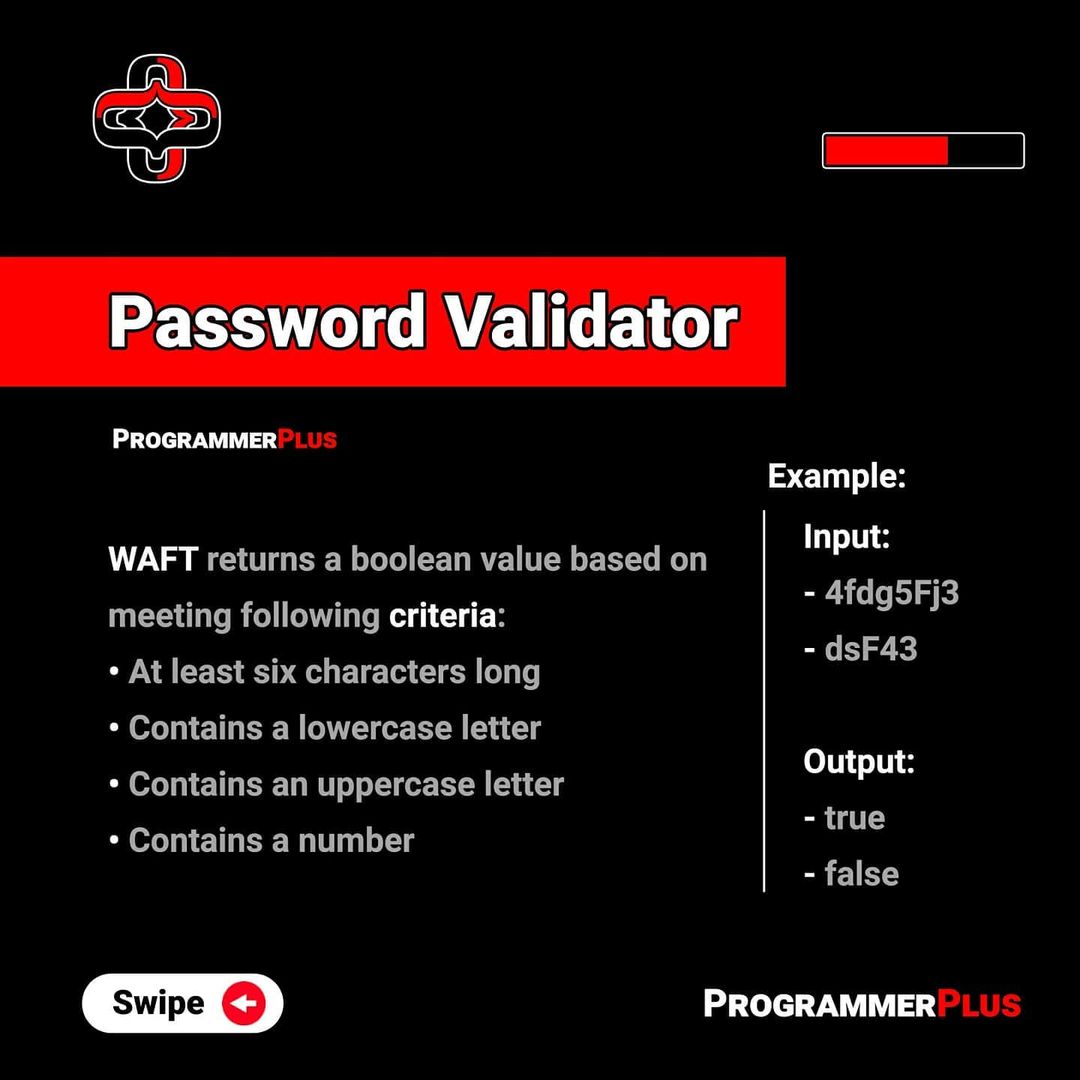 Password Validator
PROGRAMMERPLUS
WAFT returns a boolean value based on
meeting following criteria:
• At least six characters long
• Contains a lowercase letter
• Contains an uppercase letter
• Contains a number
Example:
Input:
- 4fdg5Fj3
- dsF43
Output:
- true
- false
Swipe
PROGRAMMERPLUS